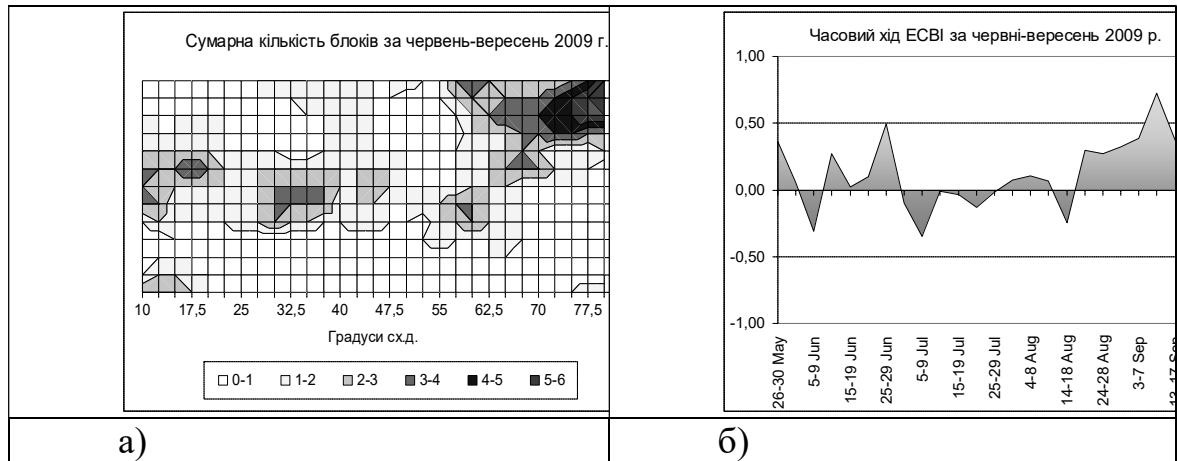 Сумарна кількість блоків за червень-вересень 2009 г.
10 17,5 25 32,5 40 47,5 55 62,5 70 77,5
Градуси сх.д.
0-1 1-2 2-3 3-4 4-5 5-6
а)
Часовий хід ЕСВІ за червні-вересень 2009 р.
1,00
0,50
0,00
-0,50
-1,00
26-30 May
5-9 Jun
15-19 Jun
25-29 Jun
5-9 Jul
15-19 Jul
25-29 Jul
4-8 Aug
14-18 Aug
24-28 Aug
3-7 Sep
13-17 Sep
б)